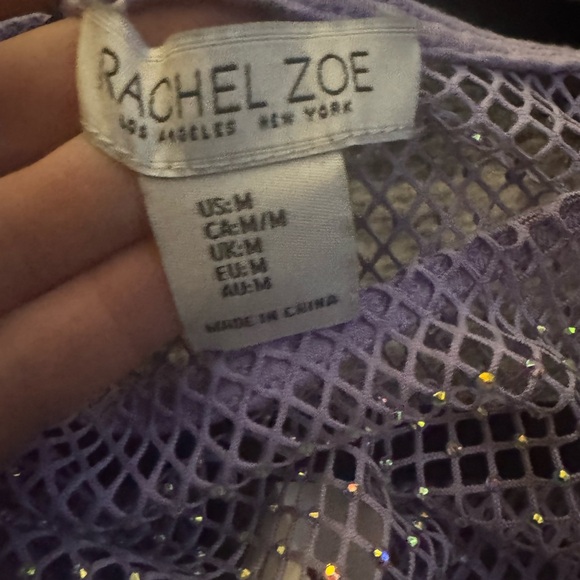 RACHEL ZOE
LOS ANGELES NEW YORK
US:M
CA:M/M
UK:M
EU:M
AU:M
MADE IN CHINA